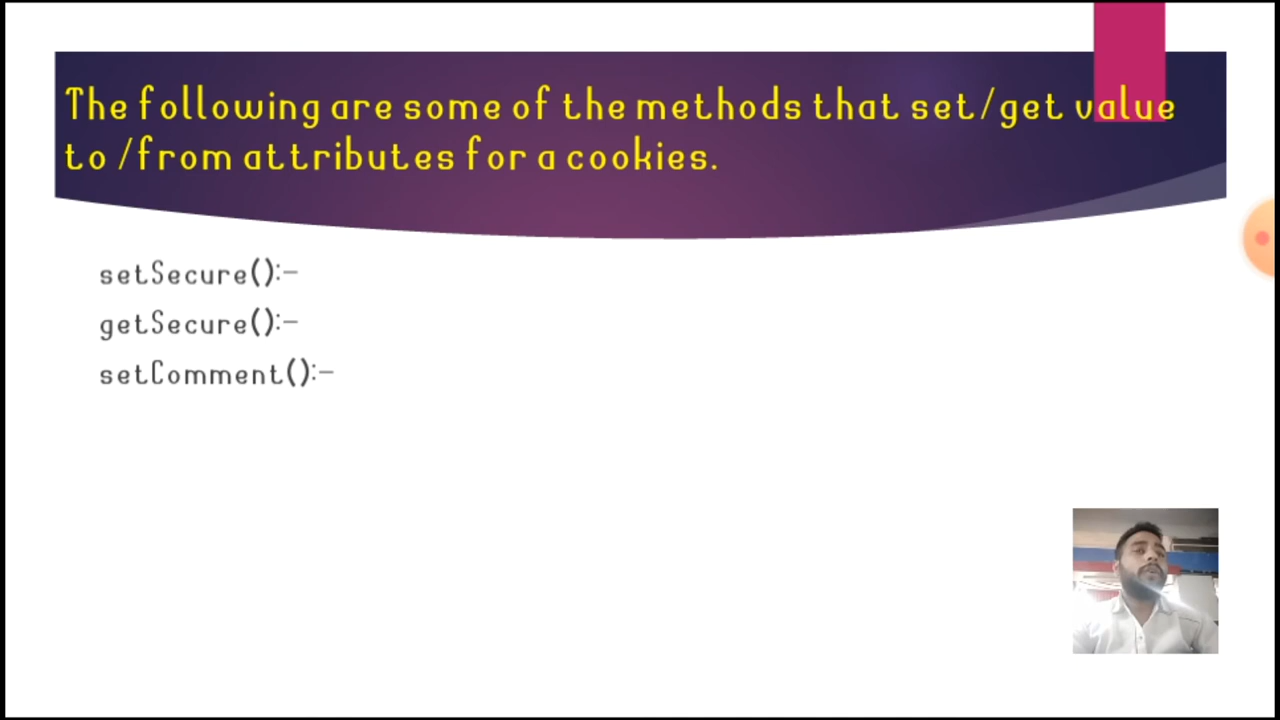 The following are some of the methods that set/get value
to /from attributes for a cookies.
setSecure():-
getSecure():-
setComment():-